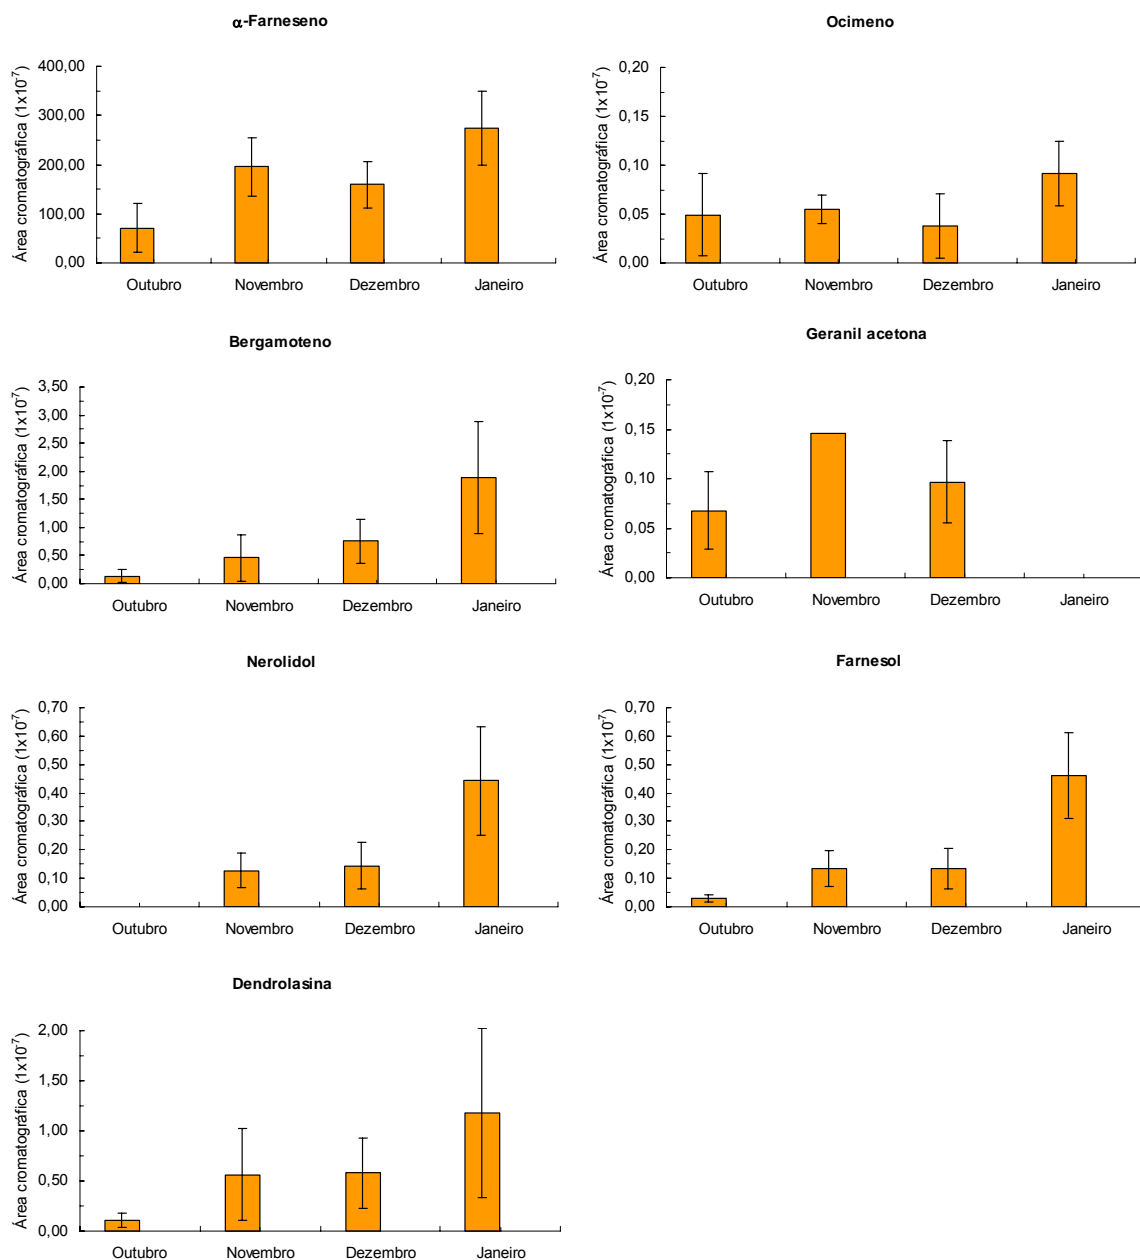 α-Farneseno
Área cromatográfica (1x10⁻⁷)
400,00
300,00
200,00
100,00
0,00
Outubro Novembro Dezembro Janeiro
Ocimeno
Área cromatográfica (1x10⁻⁷)
0,20
0,15
0,10
0,05
0,00
Outubro Novembro Dezembro Janeiro
Bergamoteno
Área cromatográfica (1x10⁻⁷)
3,50
3,00
2,50
2,00
1,50
1,00
0,50
0,00
Outubro Novembro Dezembro Janeiro
Geranil acetona
Área cromatográfica (1x10⁻⁷)
0,20
0,15
0,10
0,05
0,00
Outubro Novembro Dezembro Janeiro
Nerolidol
Área cromatográfica (1x10⁻⁷)
0,70
0,60
0,50
0,40
0,30
0,20
0,10
0,00
Outubro Novembro Dezembro Janeiro
Farnesol
Área cromatográfica (1x10⁻⁷)
0,70
0,60
0,50
0,40
0,30
0,20
0,10
0,00
Outubro Novembro Dezembro Janeiro
Dendrolasina
Área cromatográfica (1x10⁻⁷)
2,00
1,50
1,00
0,50
0,00
Outubro Novembro Dezembro Janeiro